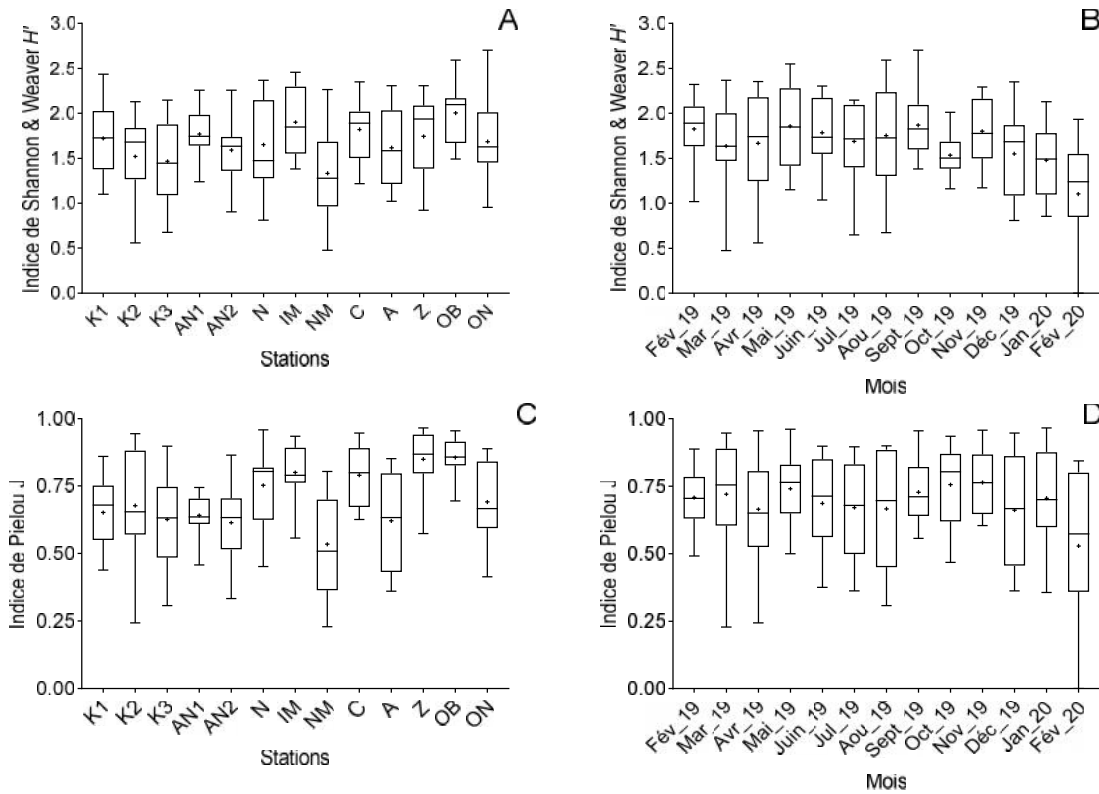 A
Indice de Shannon & Weaver H'
3.0
2.5
2.0
1.5
1.0
0.5
0.0
K1 K2 K3 AN1 AN2 N IM NM C A Z OB ON
Stations
B
Indice de Shannon & Weaver H'
3.0
2.5
2.0
1.5
1.0
0.5
0.0
Fév_19 Mar_19 Avr_19 Mai_19 Juin_19 Jul_19 Aou_19 Sept_19 Oct_19 Nov_19 Déc_19 Jan_20 Fév_20
Mois
C
Indice de Pielou J
1.00
0.75
0.50
0.25
0.00
K1 K2 K3 AN1 AN2 N IM NM C A Z OB ON
Stations
D
Indice de Pielou J
1.00
0.75
0.50
0.25
0.00
Fév_19 Mar_19 Avr_19 Mai_19 Juin_19 Jul_19 Aou_19 Sept_19 Oct_19 Nov_19 Déc_19 Jan_20 Fév_20
Mois